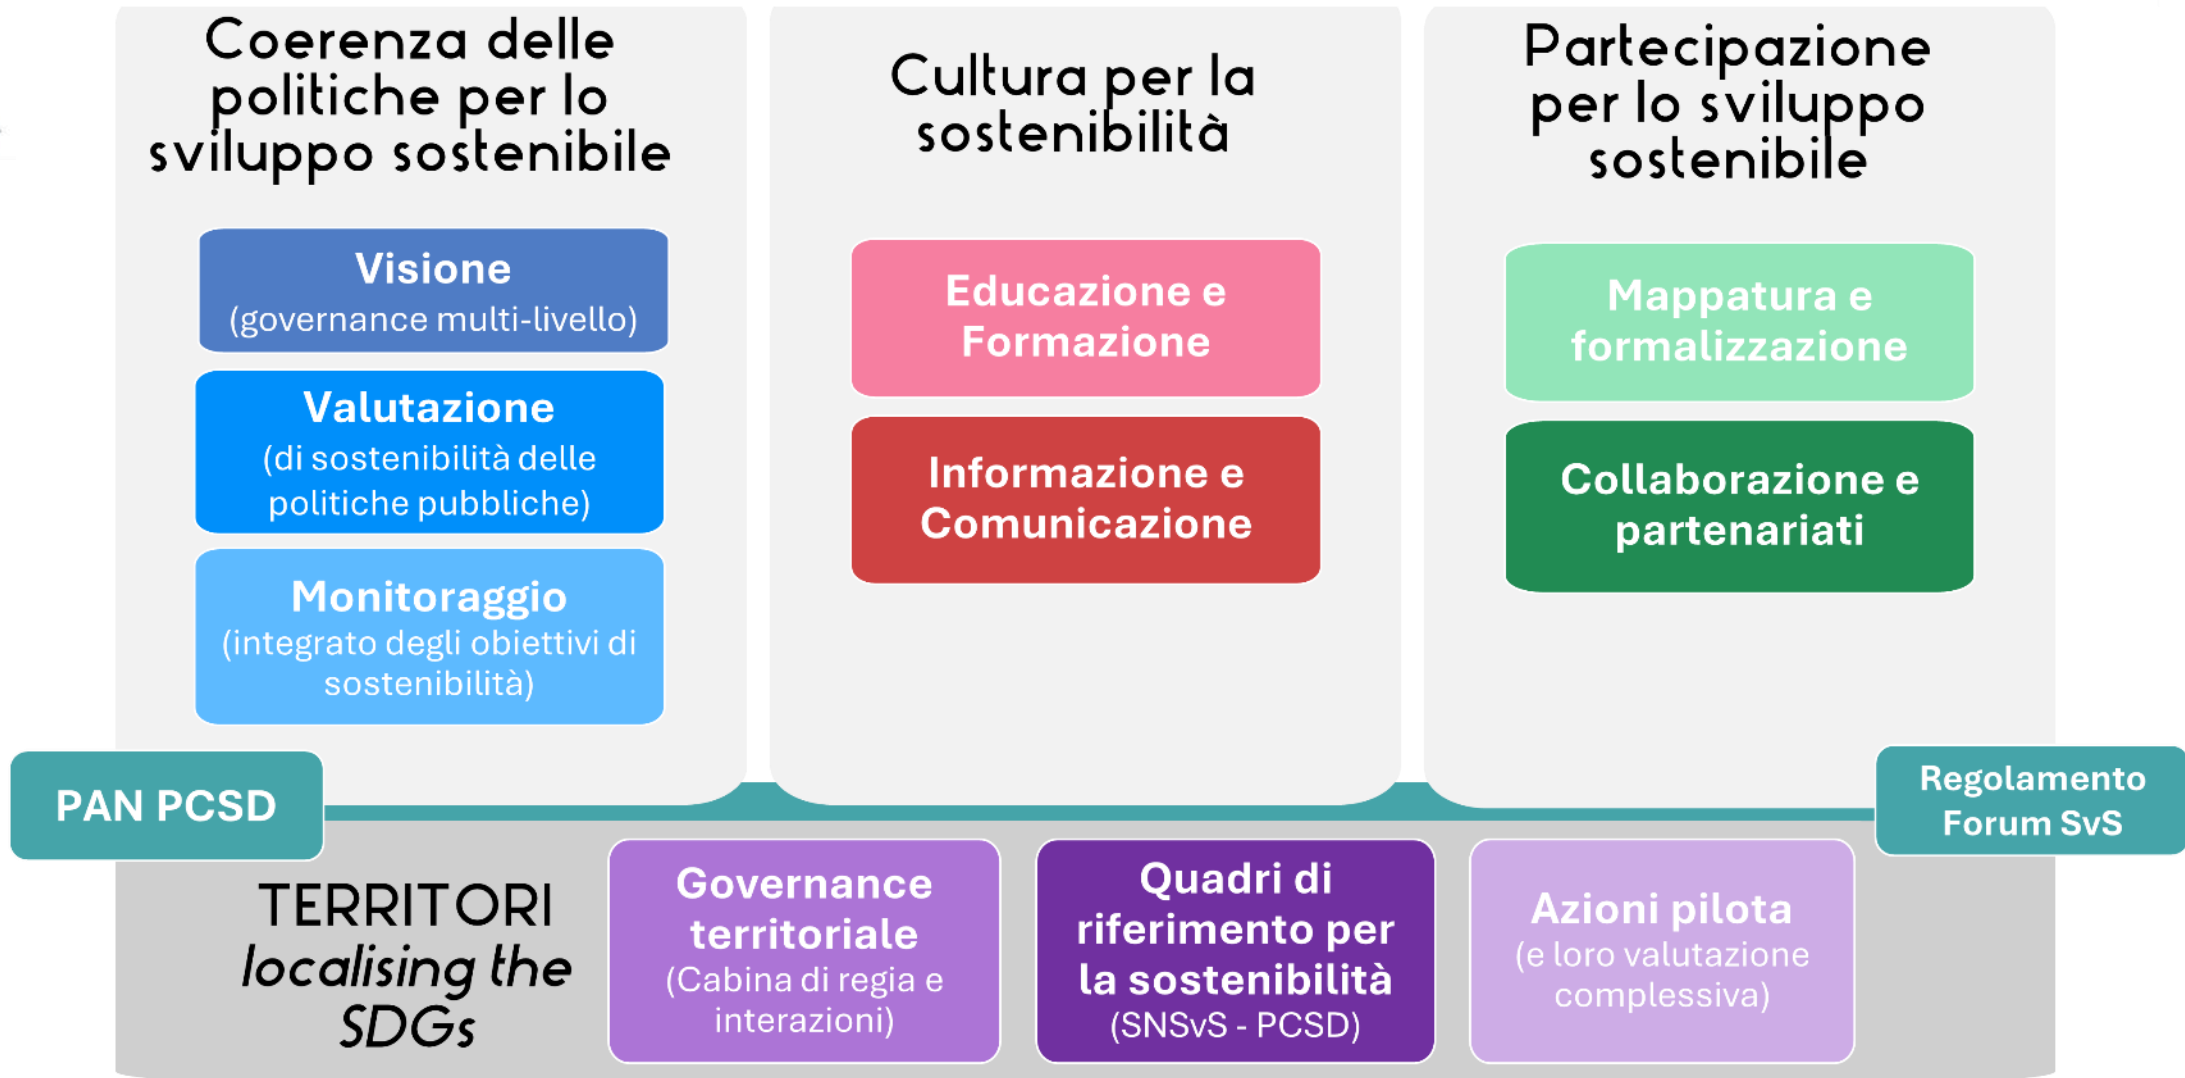 Coerenza delle
politiche per lo
sviluppo sostenibile
Visione
(governance multi-livello)
Valutazione
(di sostenibilità delle
politiche pubbliche)
Monitoraggio
(integrato degli obiettivi di
sostenibilità)
Cultura per la
sostenibilità
Educazione e
Formazione
Informazione e
Comunicazione
Partecipazione
per lo sviluppo
sostenibile
Mappatura e
formalizzazione
Collaborazione e
partenariati
PAN PCSD
Regolamento
Forum SvS
TERRITORI
localising the
SDGs
Governance
territoriale
(Cabina di regia e
interazioni)
Quadri di
riferimento per
la sostenibilità
(SNSvS - PCSD)
Azioni pilota
(e loro valutazione
complessiva)